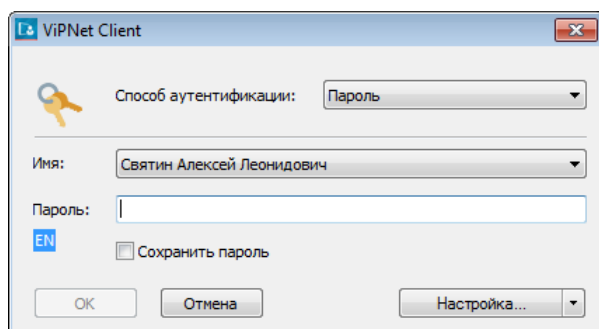 ViPNet Client
Способ аутентификации: Пароль
Имя: Святин Алексей Леонидович
Пароль:
EN
Сохранить пароль
OK Отмена Настройка...